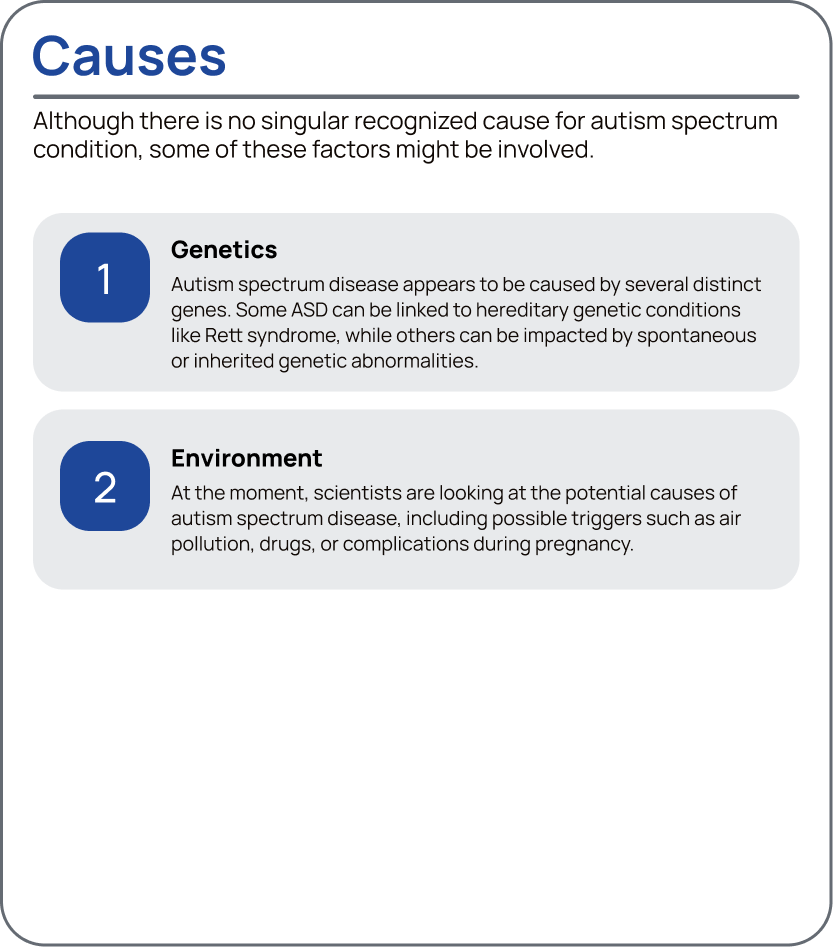 Causes
Although there is no singular recognized cause for autism spectrum
condition, some of these factors might be involved.
1
Genetics
Autism spectrum disease appears to be caused by several distinct
genes. Some ASD can be linked to hereditary genetic conditions
like Rett syndrome, while others can be impacted by spontaneous
or inherited genetic abnormalities.
2
Environment
At the moment, scientists are looking at the potential causes of
autism spectrum disease, including possible triggers such as air
pollution, drugs, or complications during pregnancy.